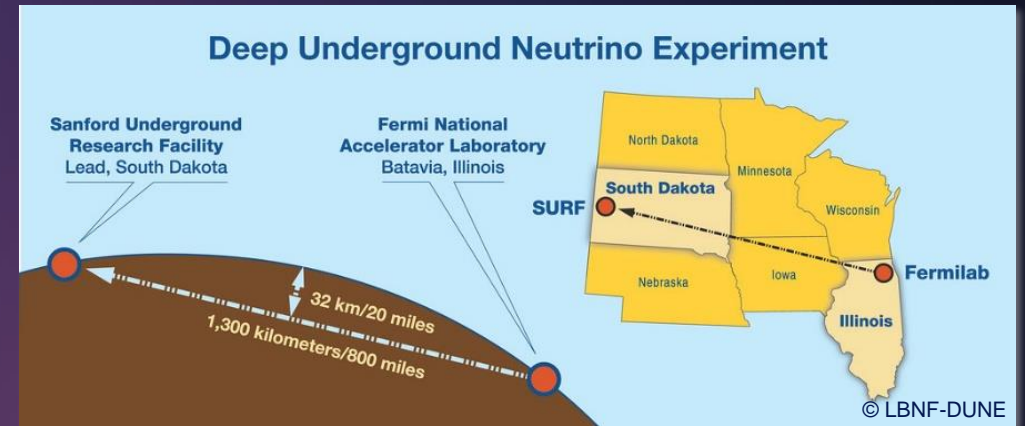 Deep Underground Neutrino Experiment
Sanford Underground
Research Facility
Lead, South Dakota
Fermi National
Accelerator Laboratory
Batavia, Illinois
32 km/20 miles
1,300 kilometers/800 miles
North Dakota
Minnesota
South Dakota
SURF
Wisconsin
Nebraska
Iowa
Fermilab
Illinois
© LBNF-DUNE